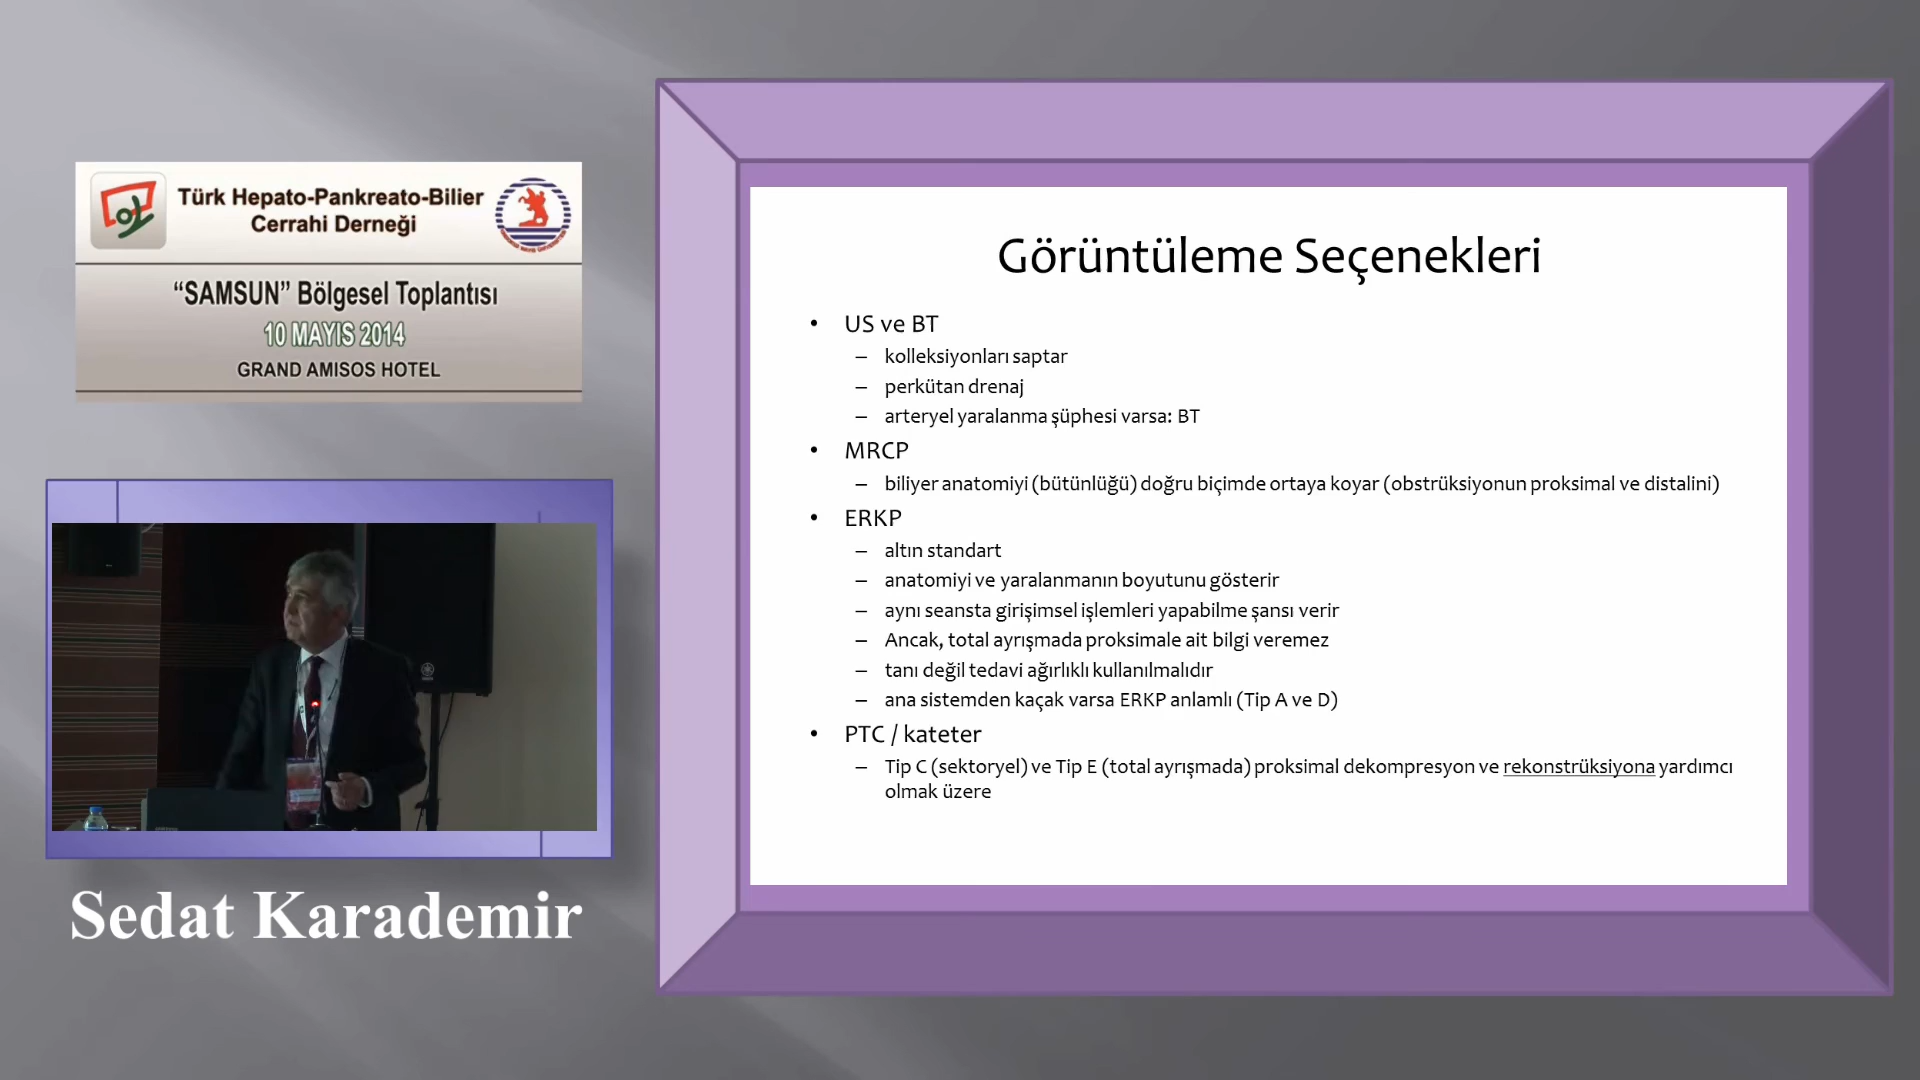 Türk Hepato-Pankreato-Bilier
Cerrahi Derneği
“SAMSUN” Bölgesel Toplantısı
10 MAYIS 2014
GRAND AMISOS HOTEL
Sedat Karademir
Görüntüleme Seçenekleri
• US ve BT
– kolleksiyonları saptar
– perkütan drenaj
– arteryel yaralanma şüphesi varsa: BT
• MRCP
– biliyer anatomiyi (bütünlüğü) doğru biçimde ortaya koyar (obstrüksiyonun proksimal ve distalini)
• ERKP
– altın standart
– anatomiyi ve yaralanmanın boyutunu gösterir
– aynı seansta girişimsel işlemleri yapabilme şansı verir
– Ancak, total ayrışmada proksimale ait bilgi veremez
– tanı değil tedavi ağırlıklı kullanılmalıdır
– ana sistemden kaçak varsa ERKP anlamlı (Tip A ve D)
• PTC / kateter
– Tip C (sektoryel) ve Tip E (total ayrışmada) proksimal dekompresyon ve rekonstrüksiyona yardımcı
olmak üzere